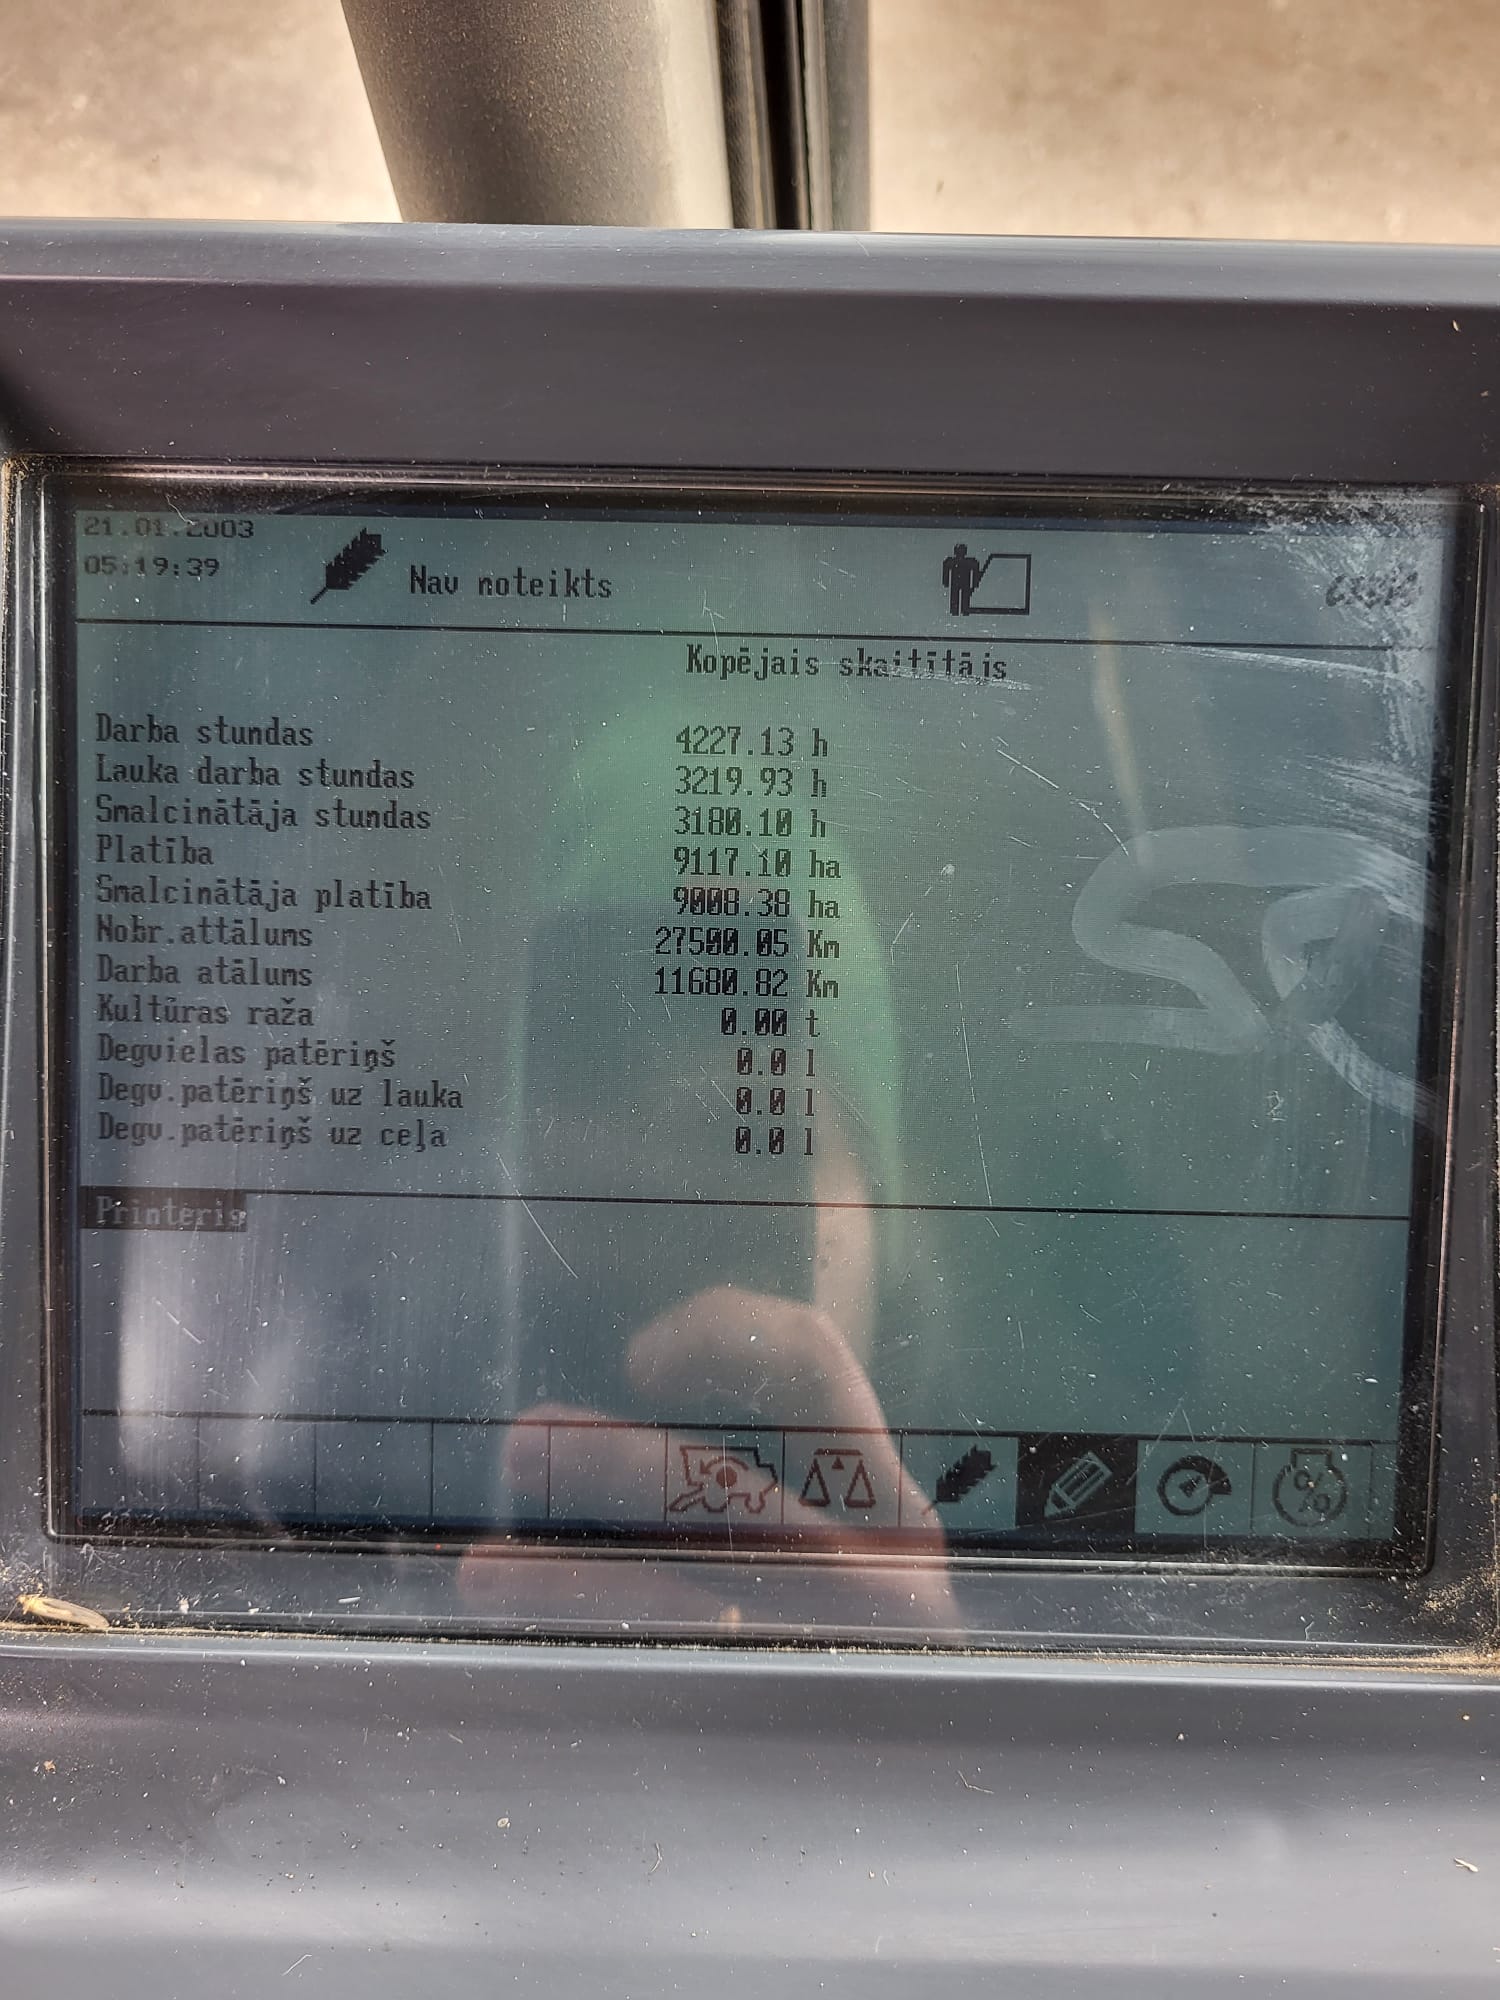 21.01.2003
05:19:39
Nav noteikts
Kopējais skaitītājs
Darba stundas 4227.13 h
Lauka darba stundas 3219.93 h
Smalcinātāja stundas 3180.10 h
Platība 9117.10 ha
Smalcinātāja platība 9008.38 ha
Nobr.attālums 27500.05 Km
Darba atālums 11680.82 Km
Kultūras raža 0.00 t
Degvielas patēriņš 0.0 l
Degv.patēriņš uz lauka 0.0 l
Degv.patēriņš uz ceļa 0.0 l
Printeris
%